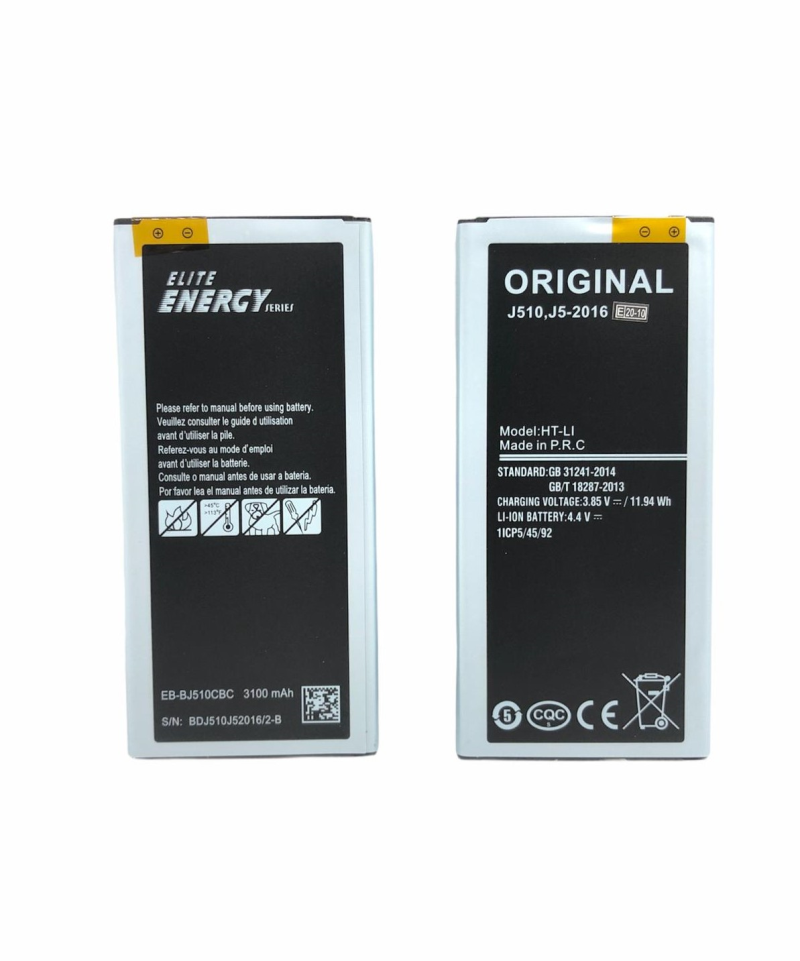 ELITE
ENERGY SERIES
Please refer to manual before using battery.
Veuillez consulter le guide d'utilisation
avant d'utiliser la pile.
Referez-vous au mode d'emploi
avant d'utiliser la batterie.
Consulte o manual antes de usar a bateria.
Por favor lea el manual antes de utilizar la bateria.
+45°C
>113°F
EB-BJ510CBC 3100 mAh
S/N: BDJ510J52016/2-B
ORIGINAL
J510,J5-2016 E20-10
Model:HT-LI
Made in P.R.C
STANDARD:GB 31241-2014
GB/T 18287-2013
CHARGING VOLTAGE:3.85 V ⎓ / 11.94 Wh
LI-ION BATTERY:4.4 V ⎓
1ICP5/45/92
5 CQC S CE